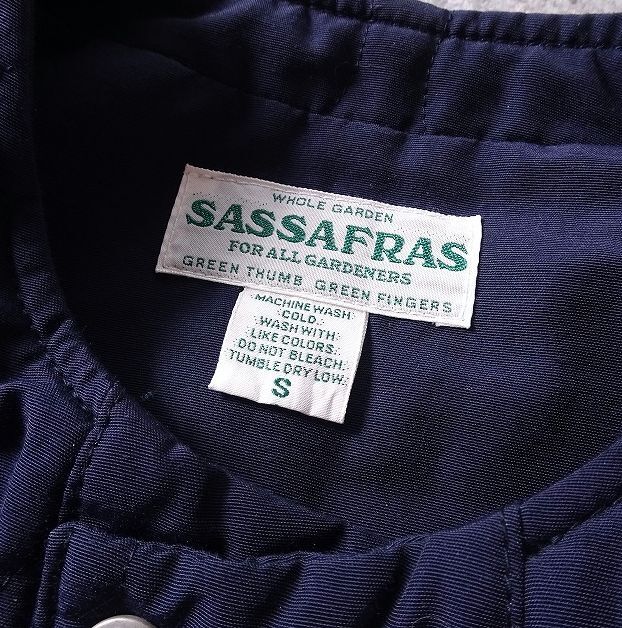 WHOLE GARDEN
SASSAFRAS
FOR ALL GARDENERS
GREEN THUMB GREEN FINGERS
MACHINE WASH
COLD.
WASH WITH
LIKE COLORS.
DO NOT BLEACH.
TUMBLE DRY LOW.
S